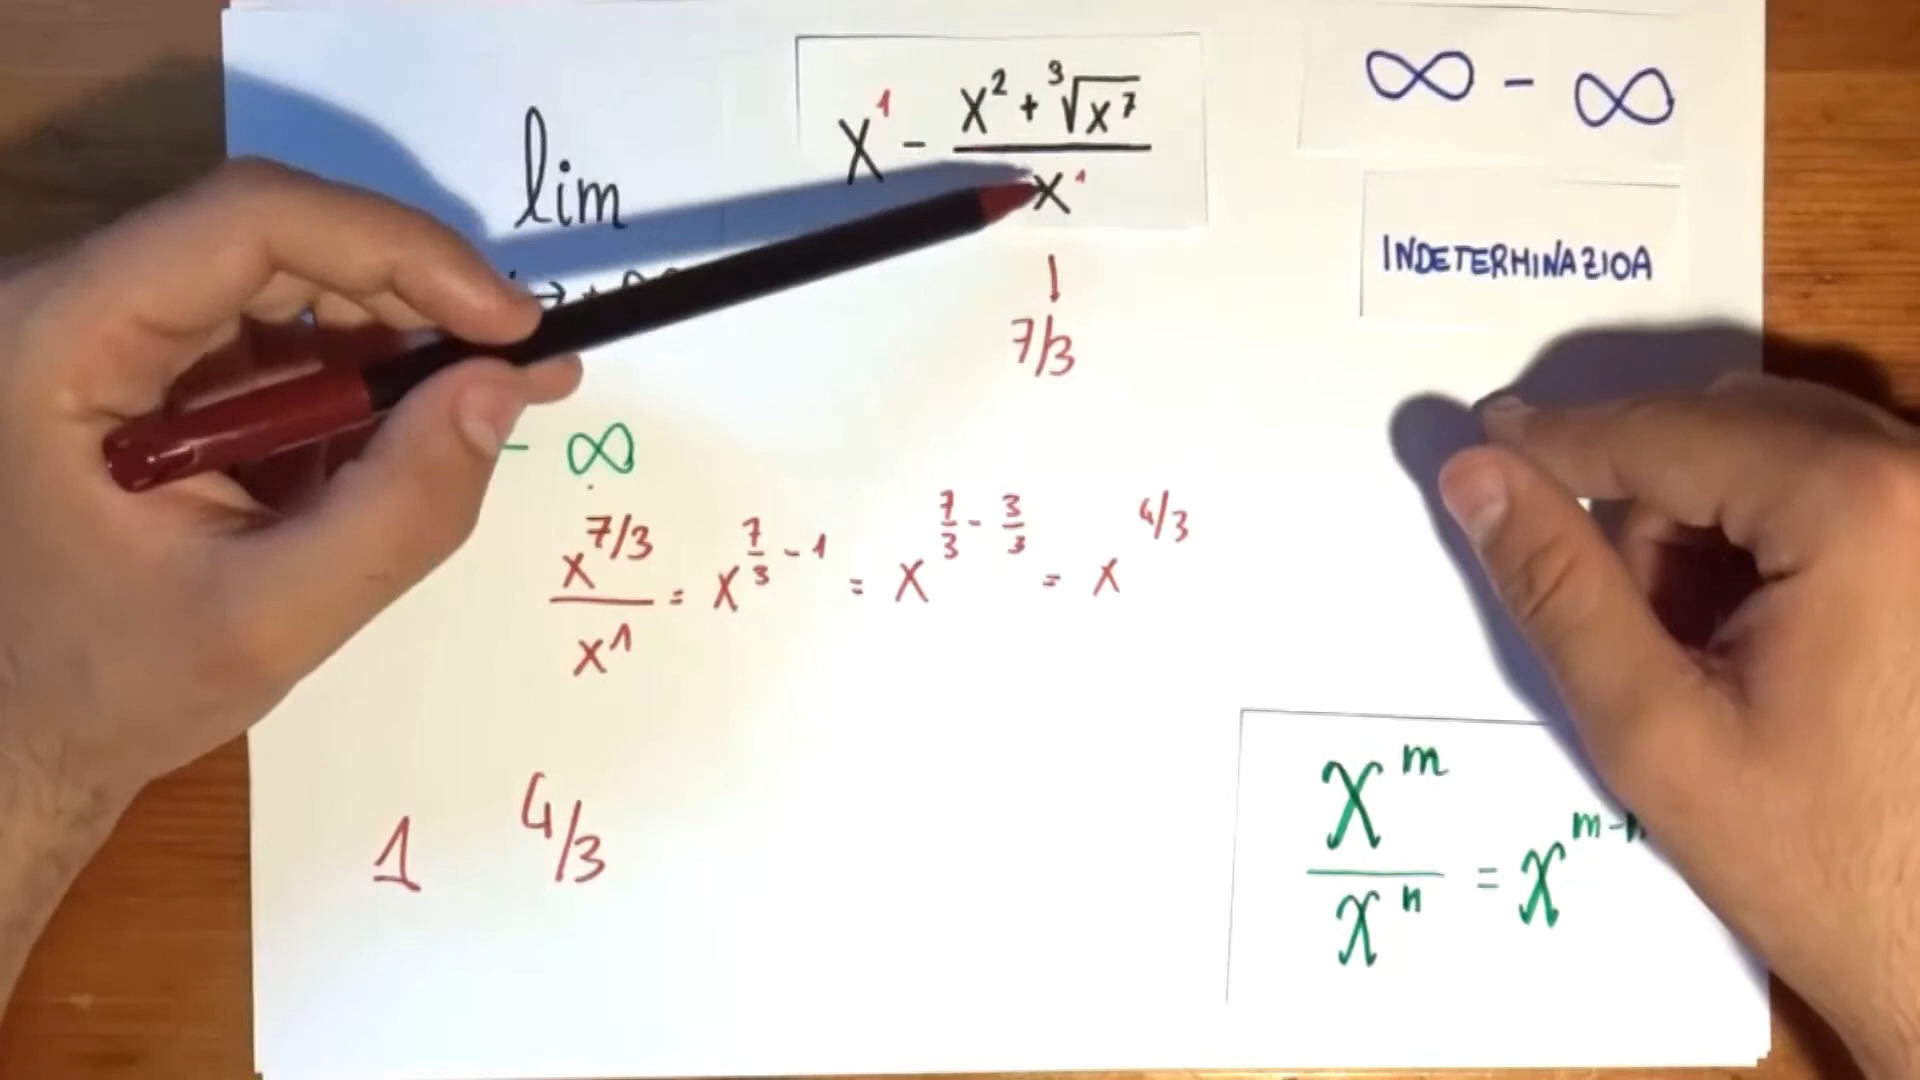 lim x¹ - (x² + ³√x⁷)/x¹
∞ - ∞
INDETERMINAZIOA
7/3
- ∞
x^(7/3)/x¹ = x^(7/3 - 1) = x^(7/3 - 3/3) = x^(4/3)
1 4/3
x^m/x^n = x^(m-n)